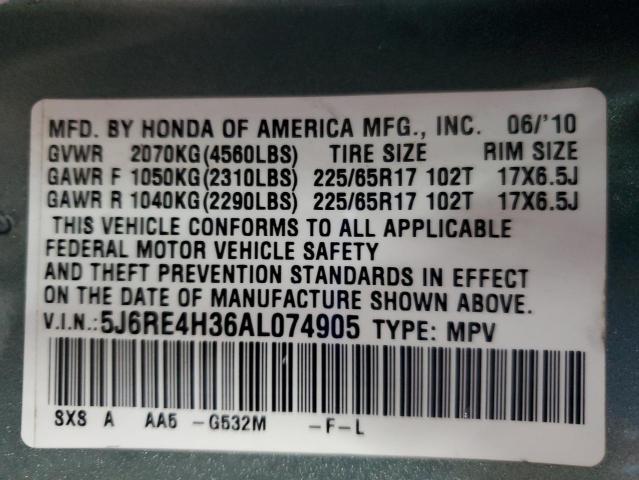 MFD. BY HONDA OF AMERICA MFG., INC. 06/'10
GVWR 2070KG(4560LBS) TIRE SIZE RIM SIZE
GAWR F 1050KG(2310LBS) 225/65R17 102T 17X6.5J
GAWR R 1040KG(2290LBS) 225/65R17 102T 17X6.5J
THIS VEHICLE CONFORMS TO ALL APPLICABLE
FEDERAL MOTOR VEHICLE SAFETY
AND THEFT PREVENTION STANDARDS IN EFFECT
ON THE DATE OF MANUFACTURE SHOWN ABOVE.
V.I.N.:5J6RE4H36AL074905 TYPE: MPV
SXS A AA5 -G532M -F-L